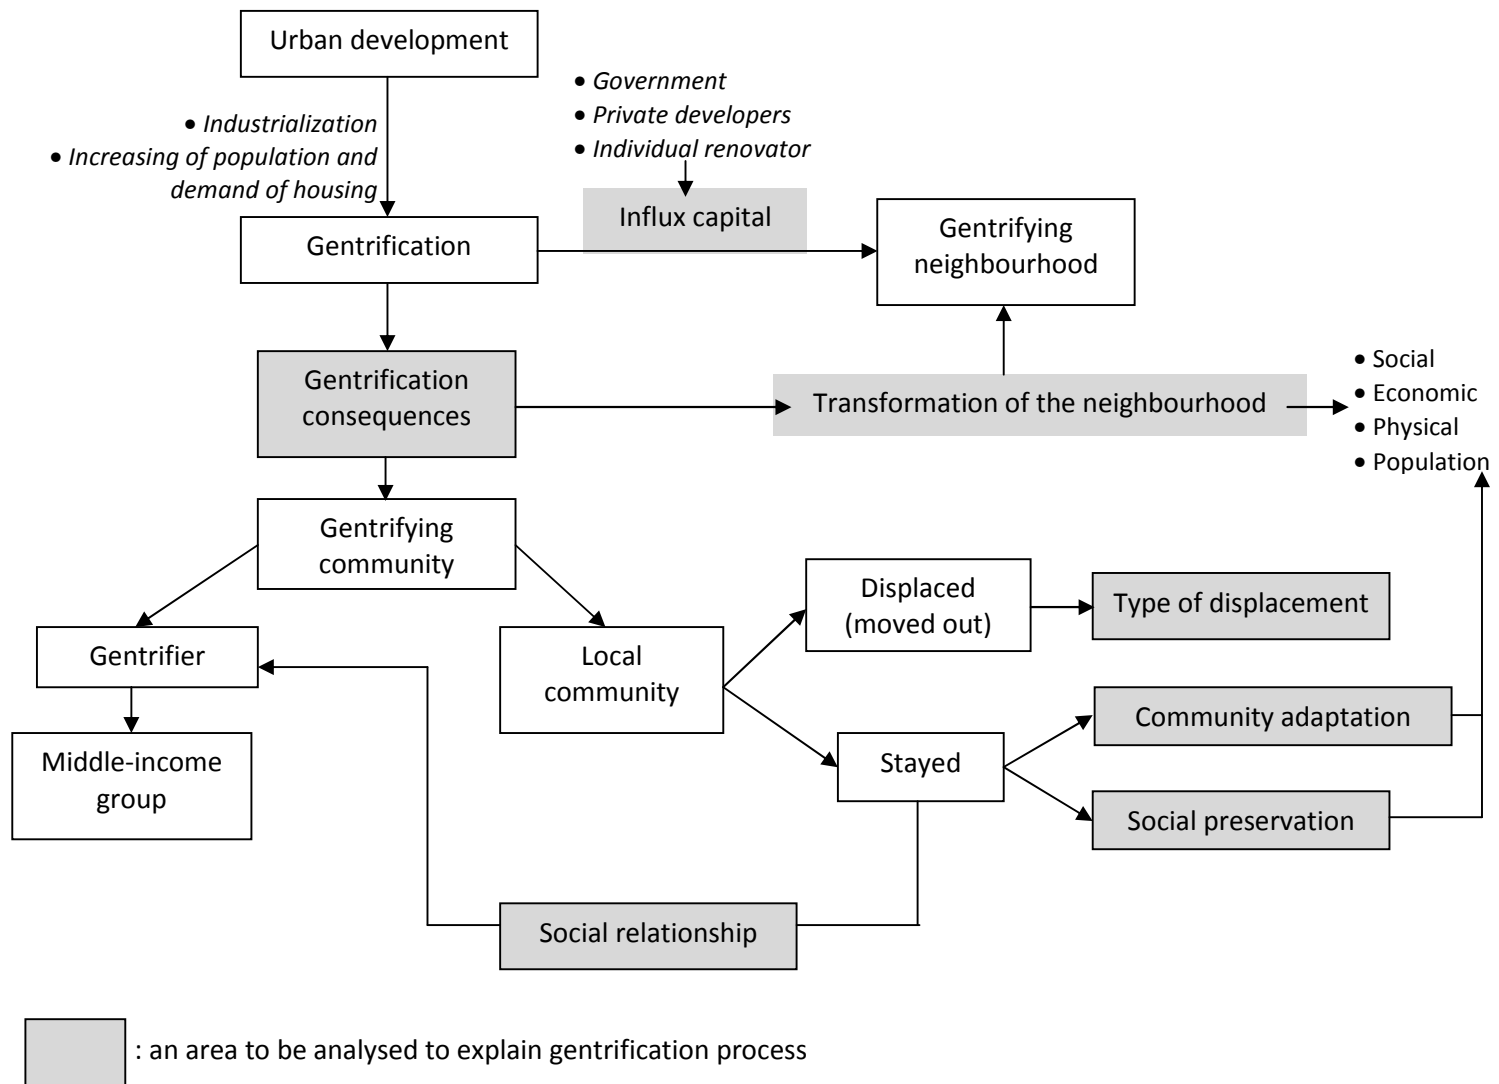 Urban development
• Government
• Private developers
• Individual renovator
• Industrialization
• Increasing of population and
demand of housing
Influx capital
Gentrification
Gentrifying
neighbourhood
Gentrification
consequences
Transformation of the neighbourhood
• Social
• Economic
• Physical
• Population
Gentrifying
community
Displaced
(moved out)
Type of displacement
Gentrifier
Local
community
Community adaptation
Middle-income
group
Stayed
Social preservation
Social relationship
: an area to be analysed to explain gentrification process